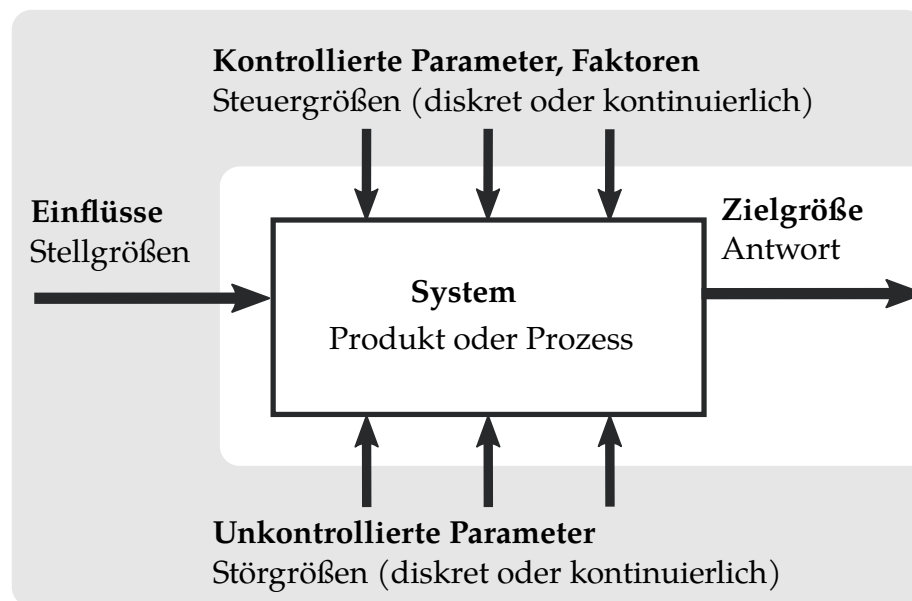 Kontrollierte Parameter, Faktoren
Steuergrößen (diskret oder kontinuierlich)
Einflüsse
Stellgrößen
Zielgröße
Antwort
System
Produkt oder Prozess
Unkontrollierte Parameter
Störgrößen (diskret oder kontinuierlich)